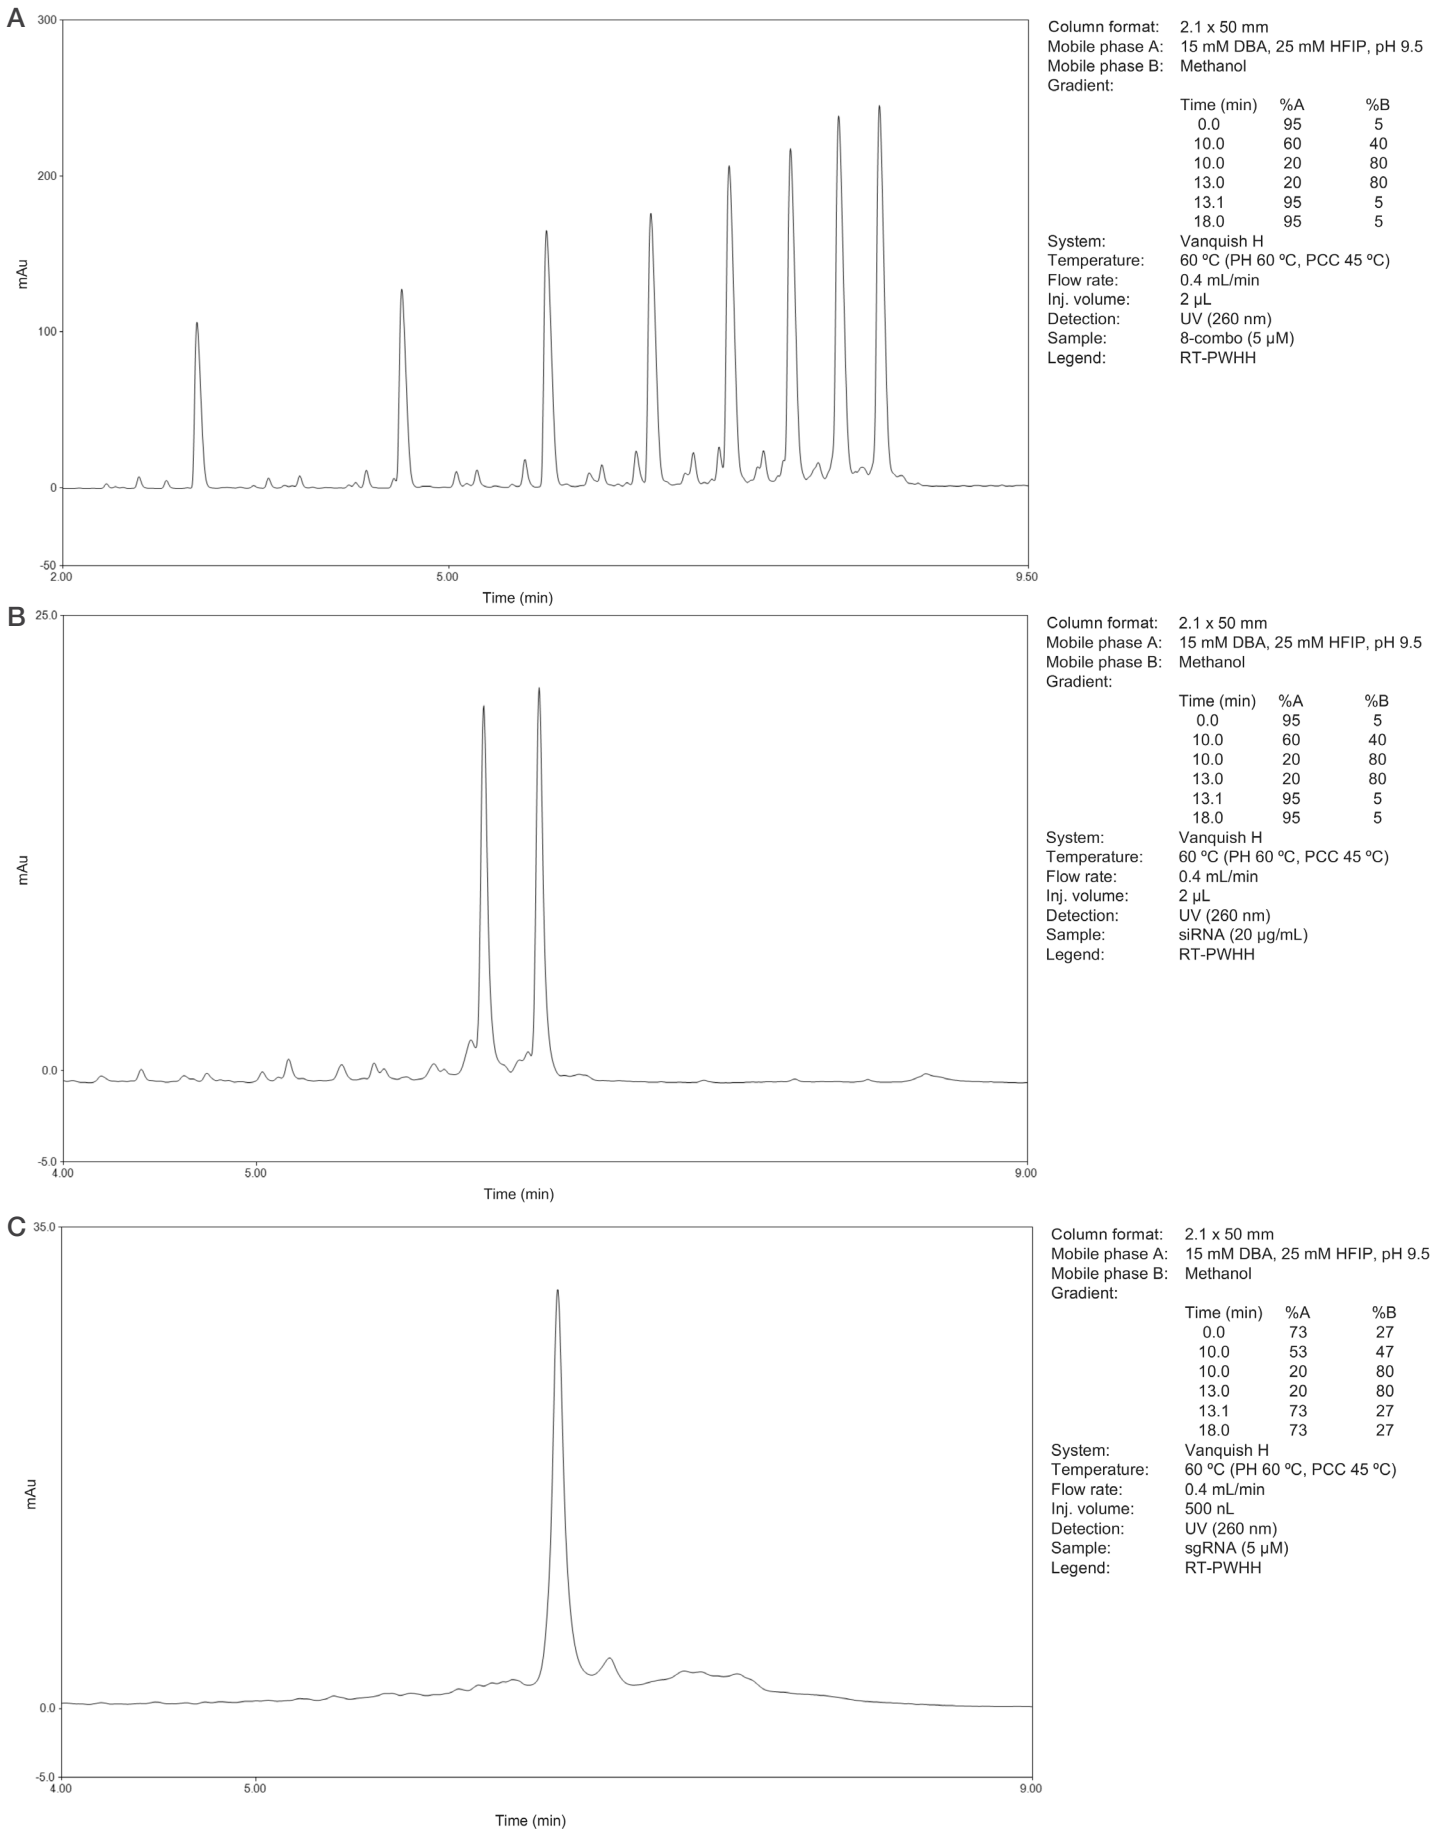 A
300
200
100
0
-50
mAu
2.00
5.00
9.50
Time (min)
Column format: 2.1 x 50 mm
Mobile phase A: 15 mM DBA, 25 mM HFIP, pH 9.5
Mobile phase B: Methanol
Gradient:
Time (min) %A %B
0.0 95 5
10.0 60 40
10.0 20 80
13.0 20 80
13.1 95 5
18.0 95 5
System: Vanquish H
Temperature: 60 ºC (PH 60 ºC, PCC 45 ºC)
Flow rate: 0.4 mL/min
Inj. volume: 2 µL
Detection: UV (260 nm)
Sample: 8-combo (5 µM)
Legend: RT-PWHH
B
25.0
0.0
-5.0
mAu
4.00
5.00
9.00
Time (min)
Column format: 2.1 x 50 mm
Mobile phase A: 15 mM DBA, 25 mM HFIP, pH 9.5
Mobile phase B: Methanol
Gradient:
Time (min) %A %B
0.0 95 5
10.0 60 40
10.0 20 80
13.0 20 80
13.1 95 5
18.0 95 5
System: Vanquish H
Temperature: 60 ºC (PH 60 ºC, PCC 45 ºC)
Flow rate: 0.4 mL/min
Inj. volume: 2 µL
Detection: UV (260 nm)
Sample: siRNA (20 µg/mL)
Legend: RT-PWHH
C
35.0
0.0
-5.0
mAu
4.00
5.00
9.00
Time (min)
Column format: 2.1 x 50 mm
Mobile phase A: 15 mM DBA, 25 mM HFIP, pH 9.5
Mobile phase B: Methanol
Gradient:
Time (min) %A %B
0.0 73 27
10.0 53 47
10.0 20 80
13.0 20 80
13.1 73 27
18.0 73 27
System: Vanquish H
Temperature: 60 ºC (PH 60 ºC, PCC 45 ºC)
Flow rate: 0.4 mL/min
Inj. volume: 500 nL
Detection: UV (260 nm)
Sample: sgRNA (5 µM)
Legend: RT-PWHH